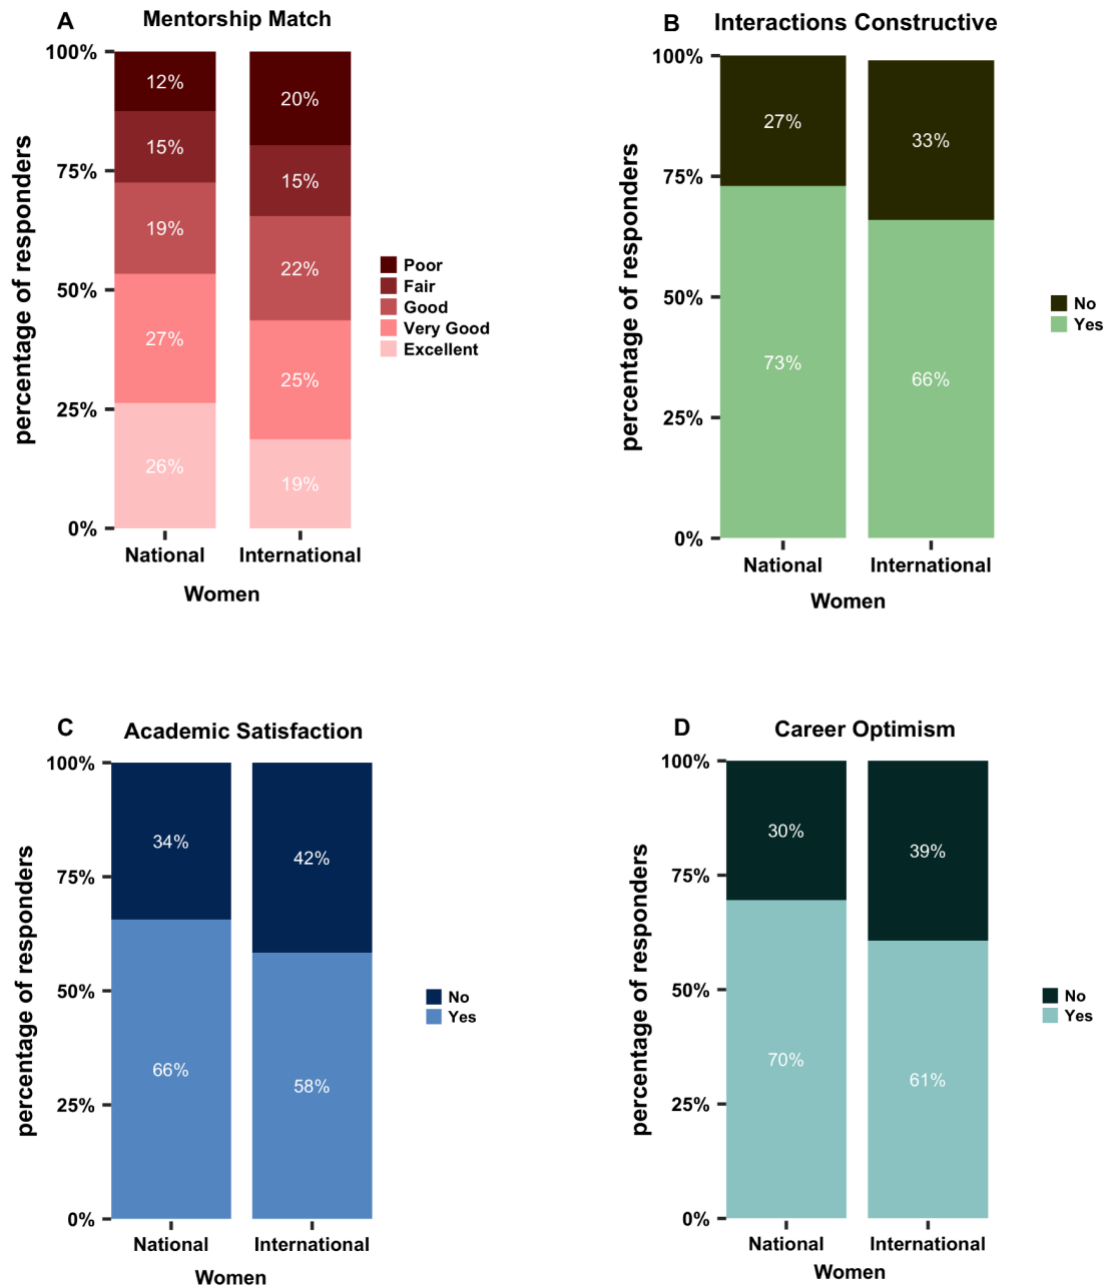 A Mentorship Match
100%
75%
50%
25%
0%
percentage of responders
12%
15%
19%
27%
26%
20%
15%
22%
25%
19%
National International
Women
Poor
Fair
Good
Very Good
Excellent
B Interactions Constructive
100%
75%
50%
25%
0%
percentage of responders
27%
73%
33%
66%
National International
Women
No
Yes
C Academic Satisfaction
100%
75%
50%
25%
0%
percentage of responders
34%
66%
42%
58%
National International
Women
No
Yes
D Career Optimism
100%
75%
50%
25%
0%
percentage of responders
30%
70%
39%
61%
National International
Women
No
Yes